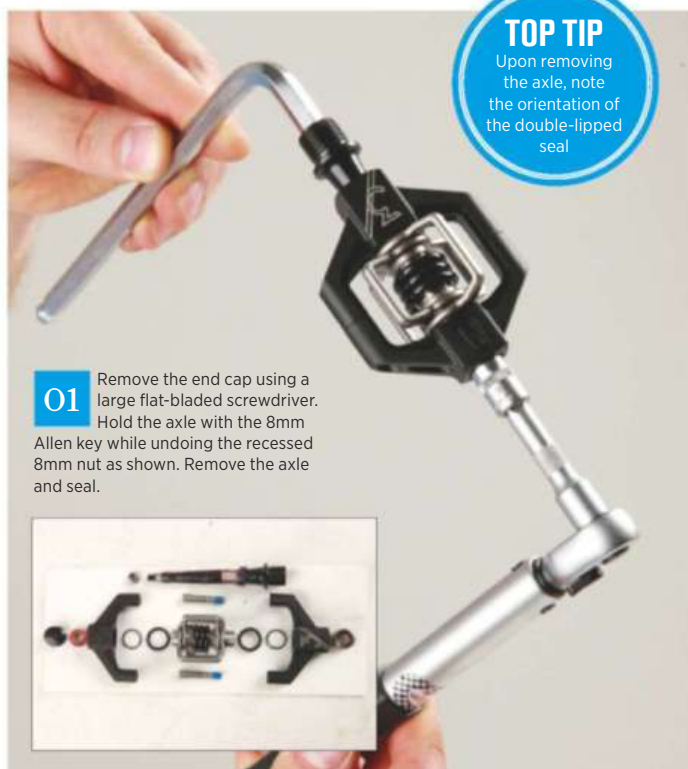 TOP TIP
Upon removing
the axle, note
the orientation of
the double-lipped
seal
01
Remove the end cap using a
large flat-bladed screwdriver.
Hold the axle with the 8mm
Allen key while undoing the recessed
8mm nut as shown. Remove the axle
and seal.